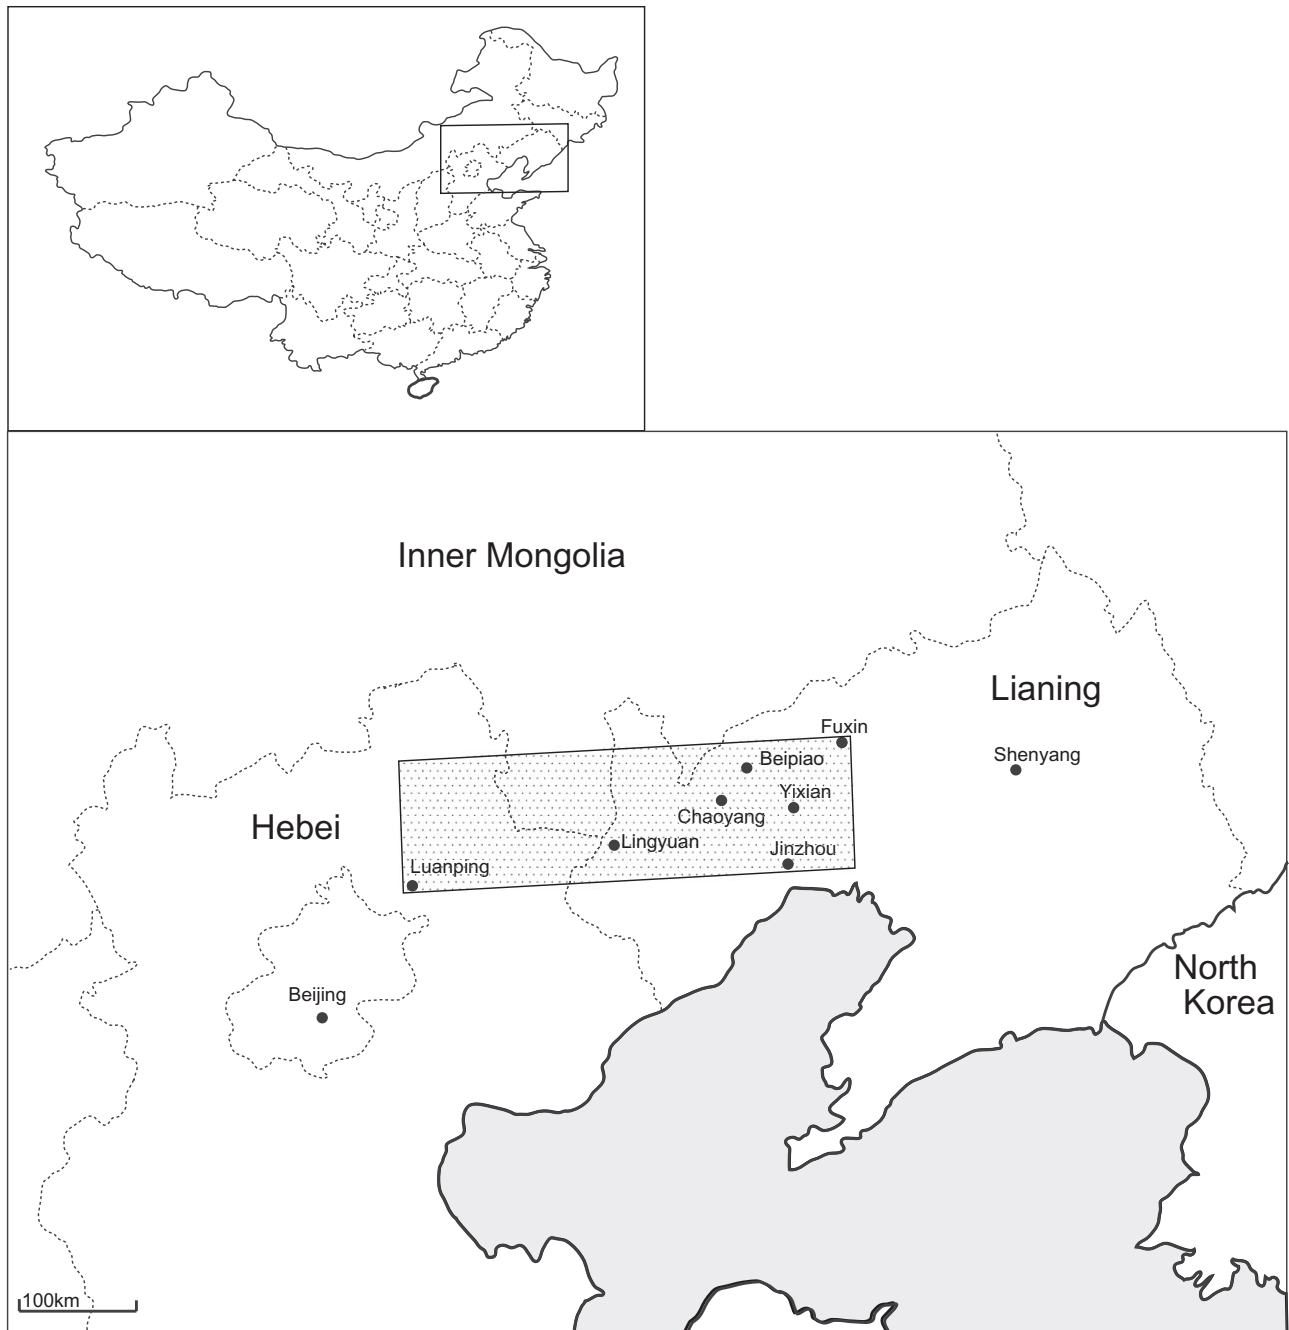 Inner Mongolia
Lianing
Fuxin
Beipiao
Shenyang
Yixian
Chaoyang
Hebei
Lingyuan
Jinzhou
Luanping
North
Korea
Beijing
100km